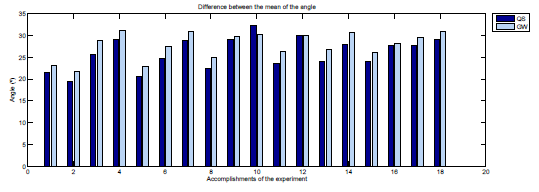 Difference between the mean of the angle
QS
GW
Angle (º)
35
30
25
20
15
10
5
0
0 2 4 6 8 10 12 14 16 18 20
Accomplishments of the experiment